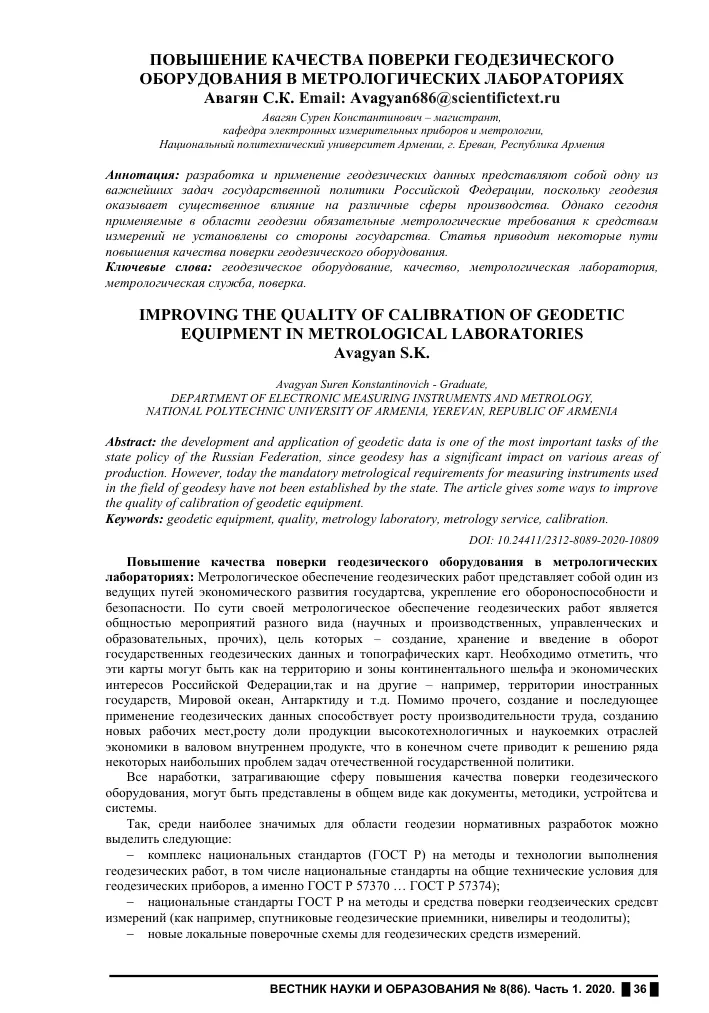 ПОВЫШЕНИЕ КАЧЕСТВА ПОВЕРКИ ГЕОДЕЗИЧЕСКОГО
ОБОРУДОВАНИЯ В МЕТРОЛОГИЧЕСКИХ ЛАБОРАТОРИЯХ
Авагян С.К. Email: Avagyan686@scientifictext.ru
Авагян Сурен Константинович – магистрант,
кафедра электронных измерительных приборов и метрологии,
Национальный политехнический университет Армении, г. Ереван, Республика Армения
Аннотация: разработка и применение геодезических данных представляют собой одну из
важнейших задач государственной политики Российской Федерации, поскольку геодезия
оказывает существенное влияние на различные сферы производства. Однако сегодня
применяемые в области геодезии обязательные метрологические требования к средствам
измерений не установлены со стороны государства. Статья приводит некоторые пути
повышения качества поверки геодезического оборудования.
Ключевые слова: геодезическое оборудование, качество, метрологическая лаборатория,
метрологическая служба, поверка.
IMPROVING THE QUALITY OF CALIBRATION OF GEODETIC
EQUIPMENT IN METROLOGICAL LABORATORIES
Avagyan S.K.
Avagyan Suren Konstantinovich - Graduate,
DEPARTMENT OF ELECTRONIC MEASURING INSTRUMENTS AND METROLOGY,
NATIONAL POLYTECHNIC UNIVERSITY OF ARMENIA, YEREVAN, REPUBLIC OF ARMENIA
Abstract: the development and application of geodetic data is one of the most important tasks of the
state policy of the Russian Federation, since geodesy has a significant impact on various areas of
production. However, today the mandatory metrological requirements for measuring instruments used
in the field of geodesy have not been established by the state. The article gives some ways to improve
the quality of calibration of geodetic equipment.
Keywords: geodetic equipment, quality, metrology laboratory, metrology service, calibration.
DOI: 10.24411/2312-8089-2020-10809
Повышение качества поверки геодезического оборудования в метрологических
лабораториях: Метрологическое обеспечение геодезических работ представляет собой один из
ведущих путей экономического развития государтсва, укрепление его обороноспособности и
безопасности. По сути своей метрологическое обеспечение геодезических работ является
общностью мероприятий разного вида (научных и производственных, управленческих и
образовательных, прочих), цель которых – создание, хранение и введение в оборот
государственных геодезических данных и топографических карт. Необходимо отметить, что
эти карты могут быть как на территорию и зоны континентального шельфа и экономических
интересов Российской Федерации,так и на другие – например, территории иностранных
государств, Мировой океан, Антарктиду и т.д. Помимо прочего, создание и последующее
применение геодезических данных способствует росту производительности труда, созданию
новых рабочих мест,росту доли продукции высокотехнологичных и наукоемких отраслей
экономики в валовом внутреннем продукте, что в конечном счете приводит к решению ряда
некоторых наибольших проблем задач отечественной государственной политики.
Все наработки, затрагивающие сферу повышения качества поверки геодезического
оборудования, могут быть представлены в общем виде как документы, методики, устройтсва и
системы.
Так, среди наиболее значимых для области геодезии нормативных разработок можно
выделить следующие:
– комплекс национальных стандартов (ГОСТ Р) на методы и технологии выполнения
геодезических работ, в том числе национальные стандарты на общие технические условия для
геодезических приборов, а именно ГОСТ Р 57370 … ГОСТ Р 57374);
– национальные стандарты ГОСТ Р на методы и средства поверки геодзеических средсвт
измерений (как например, спутниковые геодезические приемники, нивелиры и теодолиты);
– новые локальные поверочные схемы для геодезических средств измерений.
ВЕСТНИК НАУКИ И ОБРАЗОВАНИЯ № 8(86). Часть 1. 2020. █ 36 █